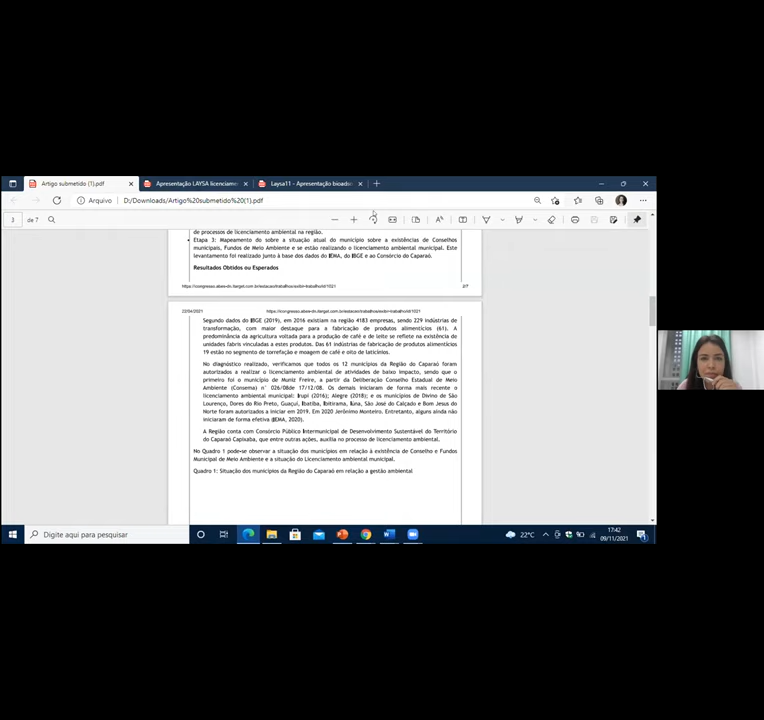 Artigo submetido (1).pdf
Apresentação LAYSA licenciam
Laysa11 - Apresentação bioads
Arquivo
D:/Downloads/Artigo%20submetido%20(1).pdf
3 de 7
de processos de licenciamento ambiental na região.
Etapa 3: Mapeamento do sobre a situação atual do município sobre a existências de Conselhos
municipais, Fundos de Meio Ambiente e se estão realizando o licenciamento ambiental municipal. Este
levantamento foi realizado junto à base dos dados do IEMA, do IBGE e ao Consórcio do Caparaó.
Resultados Obtidos ou Esperados
2/7
22/04/2021
Segundo dados do IBGE (2019), em 2016 existiam na região 4183 empresas, sendo 229 indústrias de
transformação, com maior destaque para a fabricação de produtos alimentícios (61). A
predominância da agricultura voltada para a produção de café e de leite se reflete na existência de
unidades fabris vinculadas a estes produtos. Das 61 indústrias de fabricação de produtos alimentícios
19 estão no segmento de torrefação e moagem de café e oito de laticínios.
No diagnóstico realizado, verificamos que todos os 12 municípios da Região do Caparaó foram
autorizados a realizar o licenciamento ambiental de atividades de baixo impacto, sendo que o
primeiro foi o município de Muniz Freire, a partir da Deliberação Conselho Estadual de Meio
Ambiente (Consema) n° 026/08de 17/12/08. Os demais iniciaram de forma mais recente o
licenciamento ambiental municipal: Irupi (2016); Alegre (2018); e os municípios de Divino de São
Lourenço, Dores do Rio Preto, Guaçuí, Ibatiba, Ibitirama, Iúna, São José do Calçado e Bom Jesus do
Norte foram autorizados a iniciar em 2019. Em 2020 Jerônimo Monteiro. Entretanto, alguns ainda não
iniciaram de forma efetiva (IEMA, 2020).
A Região conta com Consórcio Público Intermunicipal de Desenvolvimento Sustentável do Território
do Caparaó Capixaba, que entre outras ações, auxilia no processo de licenciamento ambiental.
No Quadro 1 pode-se observar a situação dos municípios em relação à existência de Conselho e Fundos
Municipal de Meio Ambiente e a situação do Licenciamento ambiental municipal.
Quadro 1: Situação dos municípios da Região do Caparaó em relação a gestão ambiental
Digite aqui para pesquisar
22°C
17:42
09/11/2021